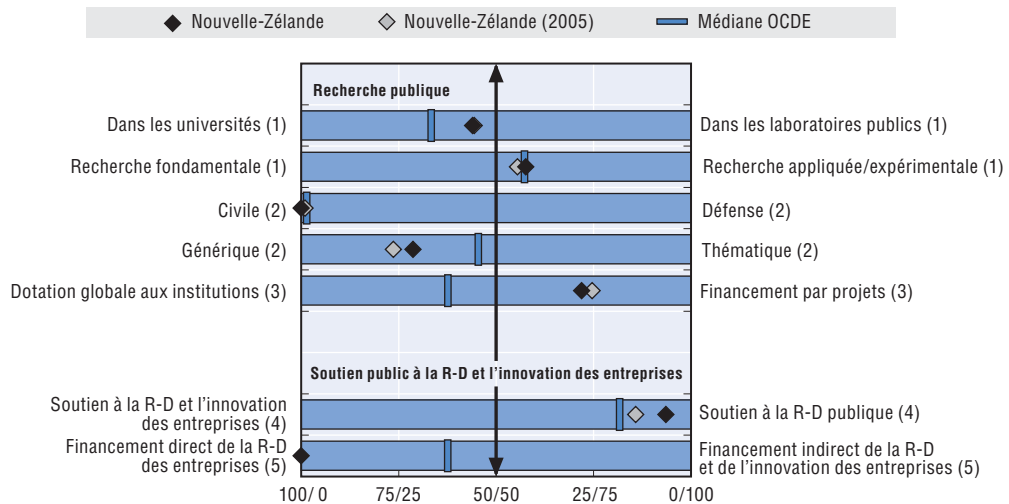 Nouvelle-Zélande Nouvelle-Zélande (2005) Médiane OCDE
Recherche publique
Dans les universités (1) Dans les laboratoires publics (1)
Recherche fondamentale (1) Recherche appliquée/expérimentale (1)
Civile (2) Défense (2)
Générique (2) Thématique (2)
Dotation globale aux institutions (3) Financement par projets (3)
Soutien public à la R-D et l'innovation des entreprises
Soutien à la R-D et l'innovation
des entreprises (4)
Soutien à la R-D publique (4)
Financement direct de la R-D
des entreprises (5)
Financement indirect de la R-D
et de l'innovation des entreprises (5)
100/ 0 75/25 50/50 25/75 0/100